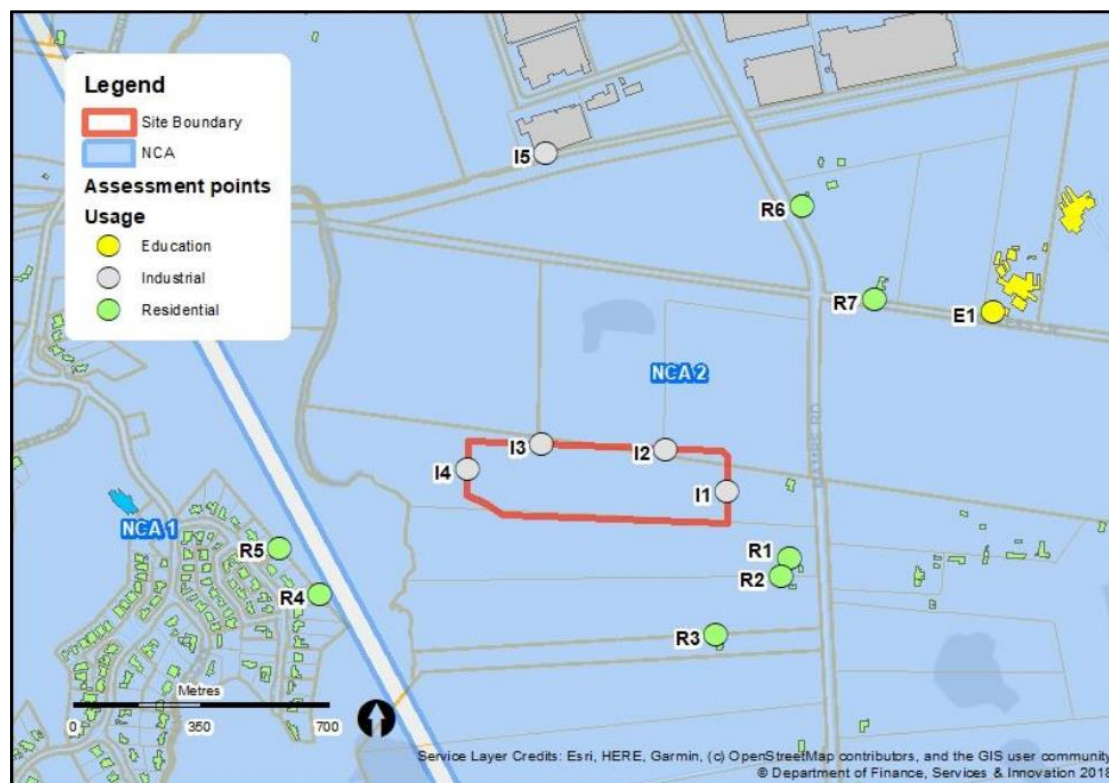 Legend
Site Boundary
NCA
Assessment points
Usage
Education
Industrial
Residential
I5
R6
R7
E1
NCA 2
I3
I2
I4
I1
NCA 1
R5
R1
R2
R4
R3
Metres
0 350 700
Service Layer Credits: Esri, HERE, Garmin, (c) OpenStreetMap contributors, and the GIS user community
© Department of Finance, Services & Innovation 2018